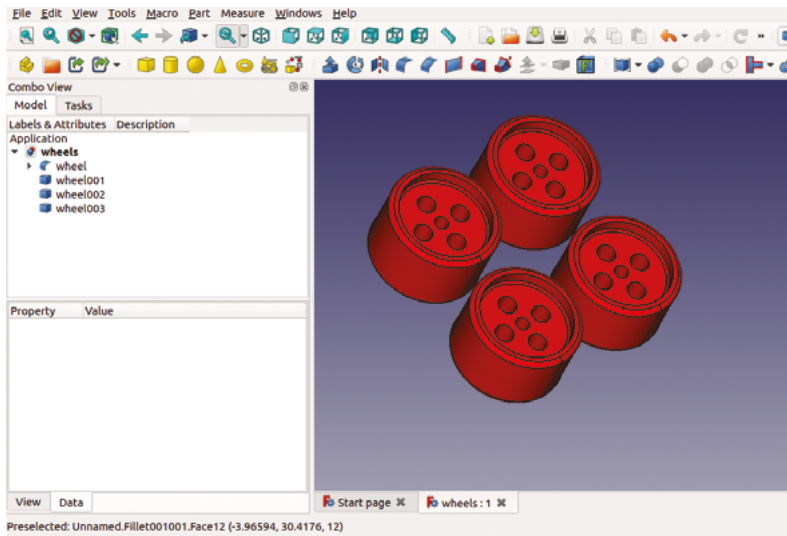 File Edit View Tools Macro Part Measure Windows Help
Combo View
Model Tasks
Labels & Attributes Description
Application
wheels
wheel
wheel001
wheel002
wheel003
Property Value
View Data
Start page wheels : 1
Preselected: Unnamed.Fillet001001.Face12 (-3.96594, 30.4176, 12)